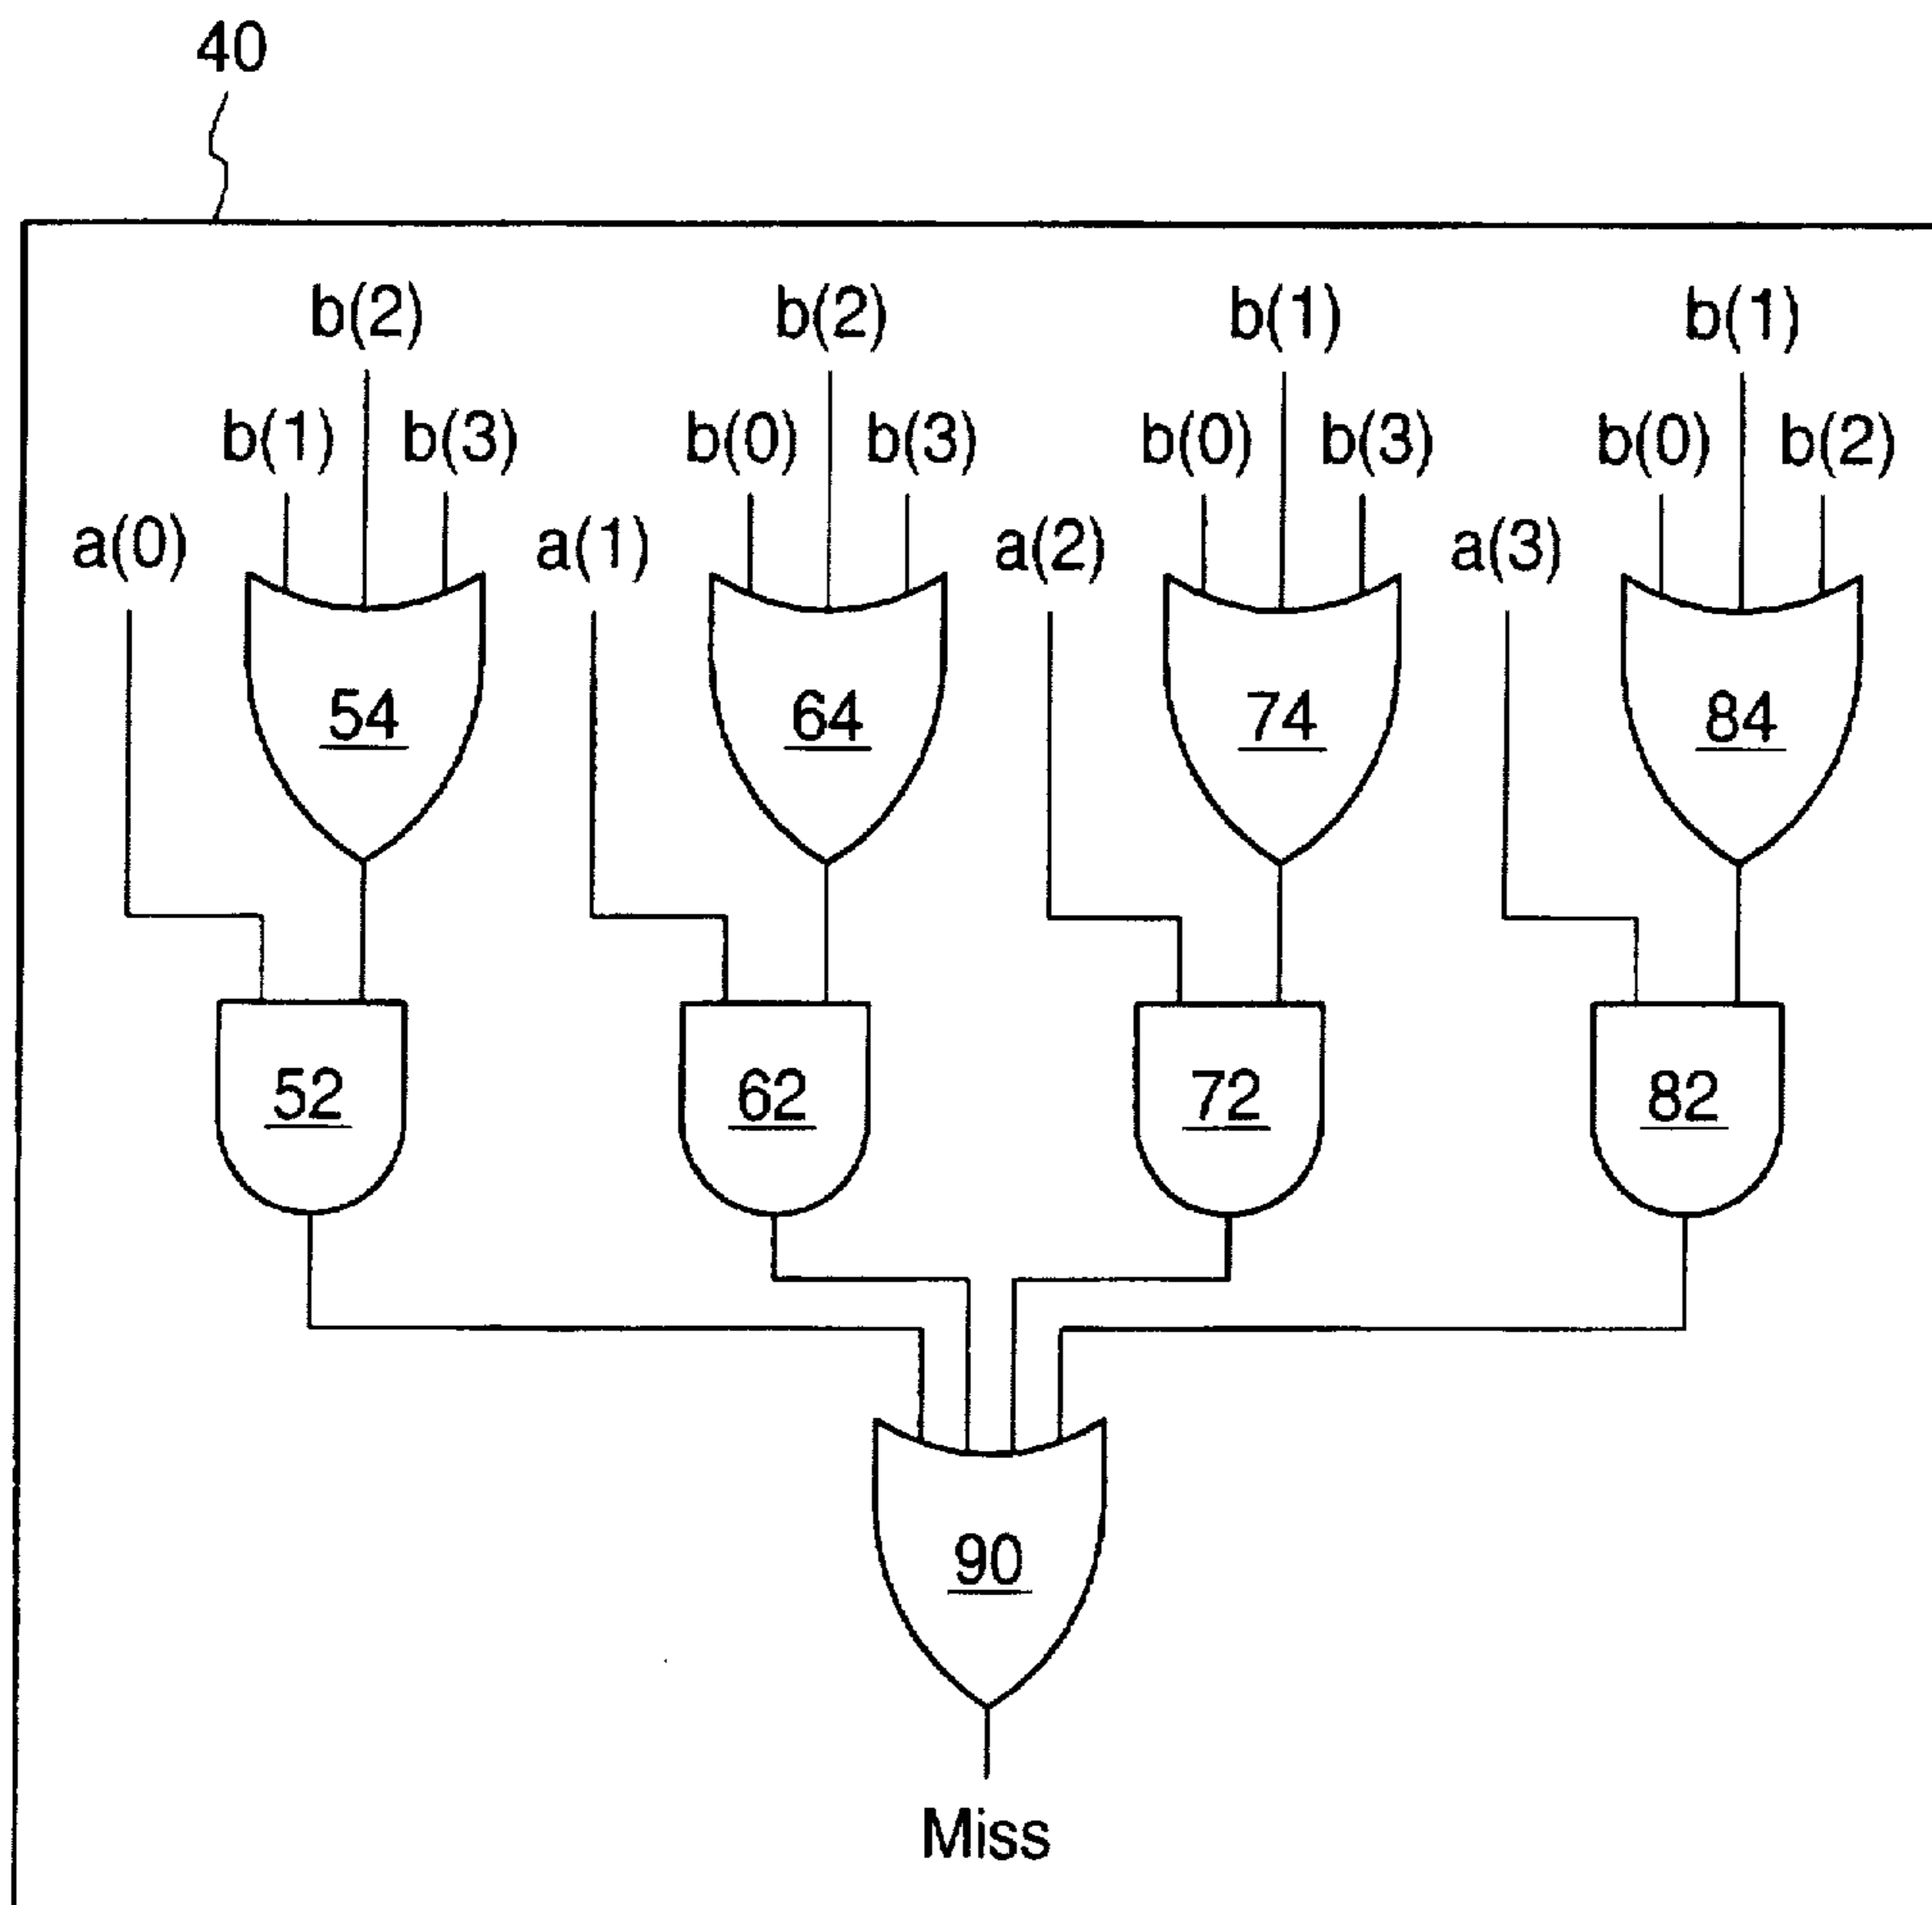 40
b(2) b(2) b(1) b(1)
b(1) b(3) b(0) b(3) b(0) b(3) b(0) b(2)
a(0) a(1) a(2) a(3)
54 64 74 84
52 62 72 82
90
Miss